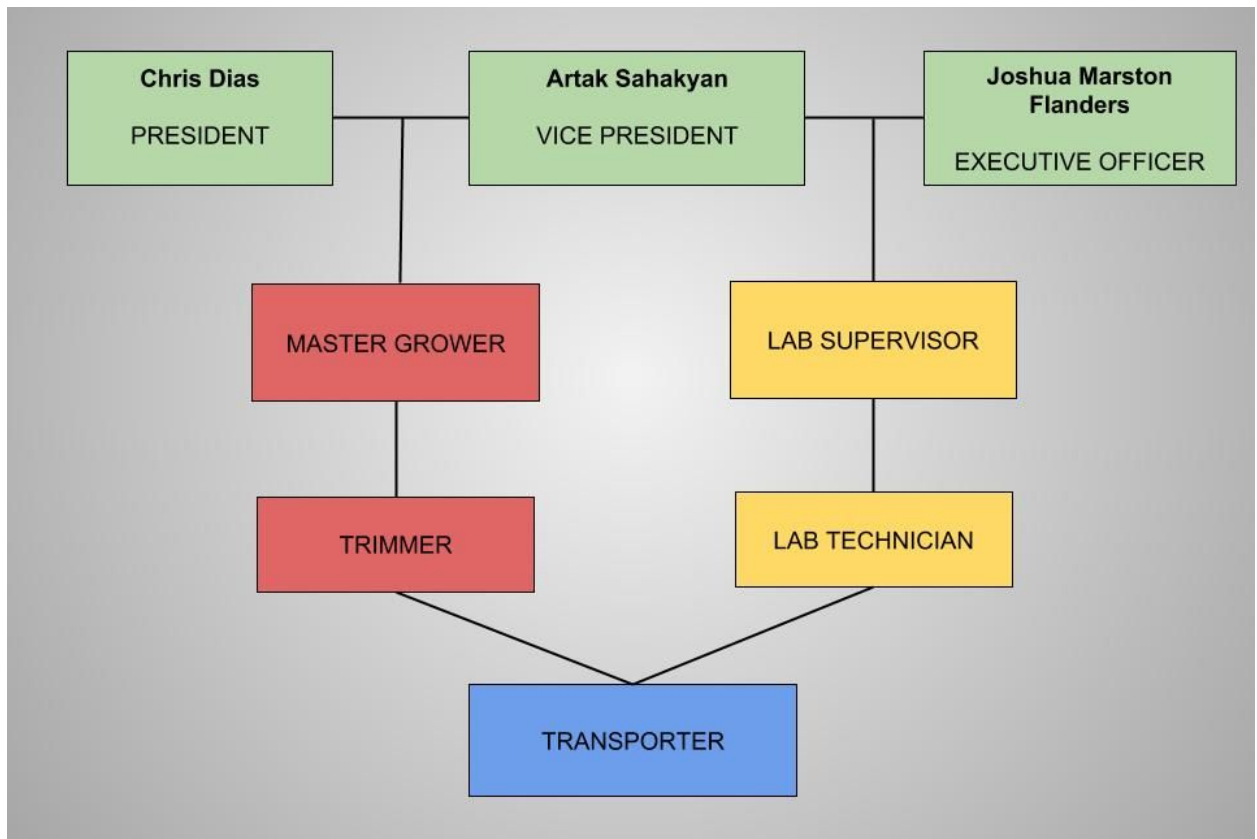 Chris Dias
PRESIDENT
Artak Sahakyan
VICE PRESIDENT
Joshua Marston
Flanders
EXECUTIVE OFFICER
MASTER GROWER
LAB SUPERVISOR
TRIMMER
LAB TECHNICIAN
TRANSPORTER